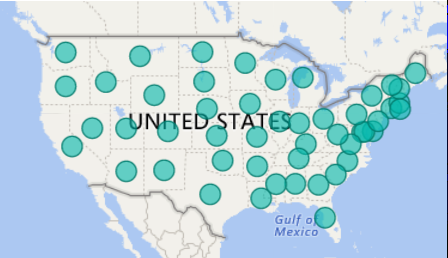 UNITED STATES
Gulf of
Mexico